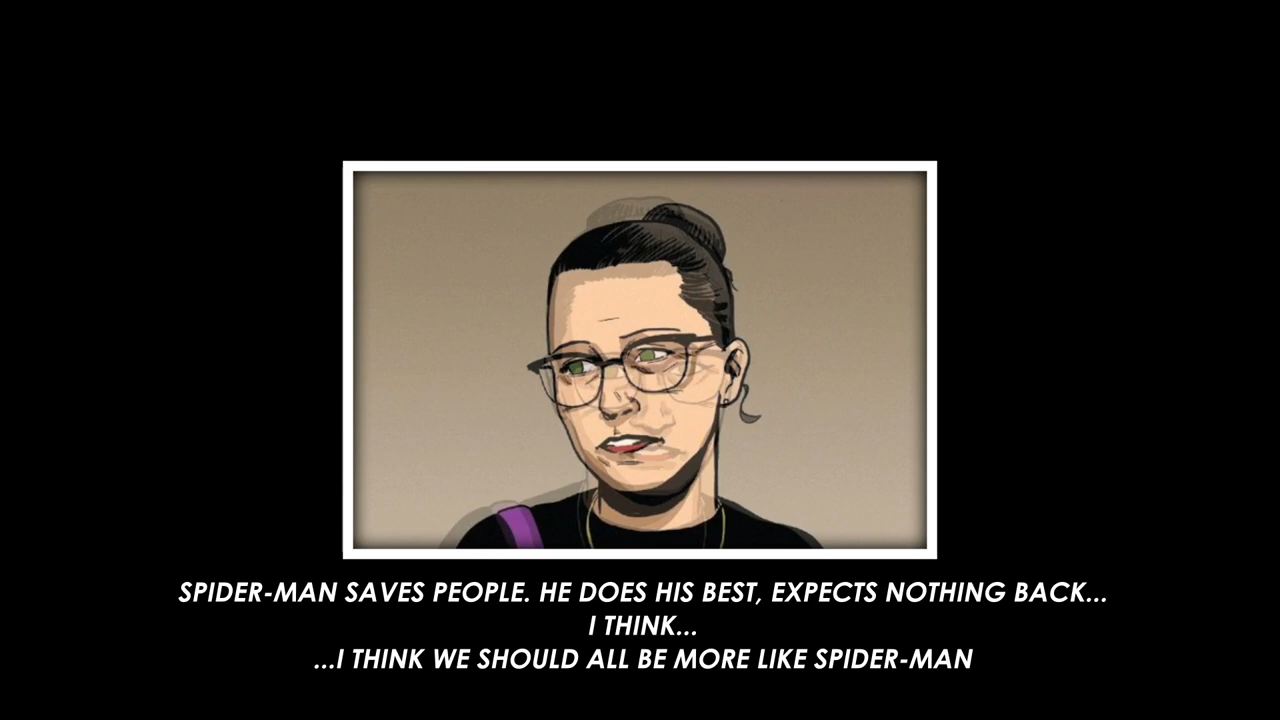 SPIDER-MAN SAVES PEOPLE. HE DOES HIS BEST, EXPECTS NOTHING BACK...
I THINK...
...I THINK WE SHOULD ALL BE MORE LIKE SPIDER-MAN